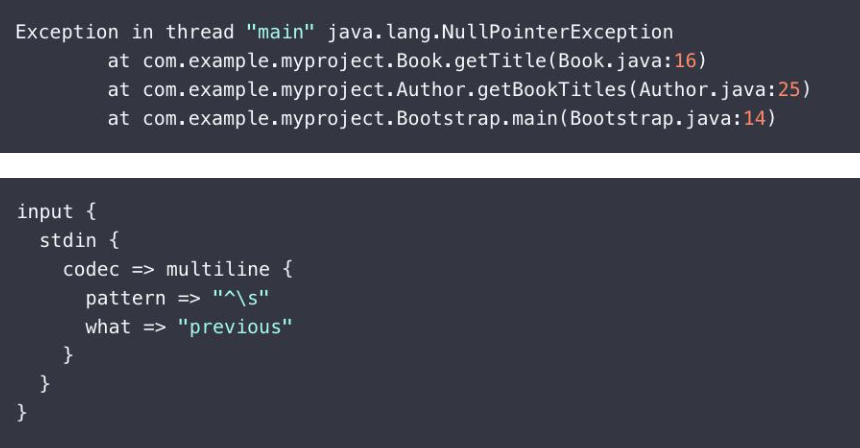 Exception in thread "main" java.lang.NullPointerException
        at com.example.myproject.Book.getTitle(Book.java:16)
        at com.example.myproject.Author.getBookTitles(Author.java:25)
        at com.example.myproject.Bootstrap.main(Bootstrap.java:14)
input {
  stdin {
    codec => multiline {
      pattern => "^\s"
      what => "previous"
    }
  }
}